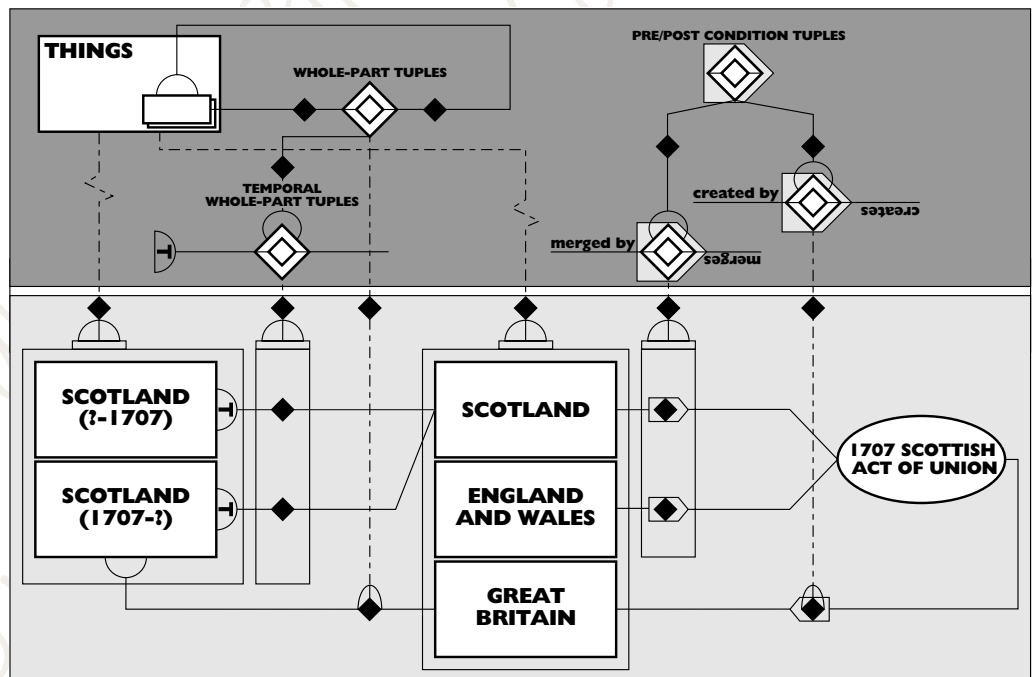 THINGS
WHOLE-PART TUPLES
PRE/POST CONDITION TUPLES
TEMPORAL
WHOLE-PART TUPLES
T
created by
creates
merged by
merges
SCOTLAND
(?-1707)
T
SCOTLAND
(1707-?)
T
SCOTLAND
ENGLAND
AND WALES
GREAT
BRITAIN
1707 SCOTTISH
ACT OF UNION